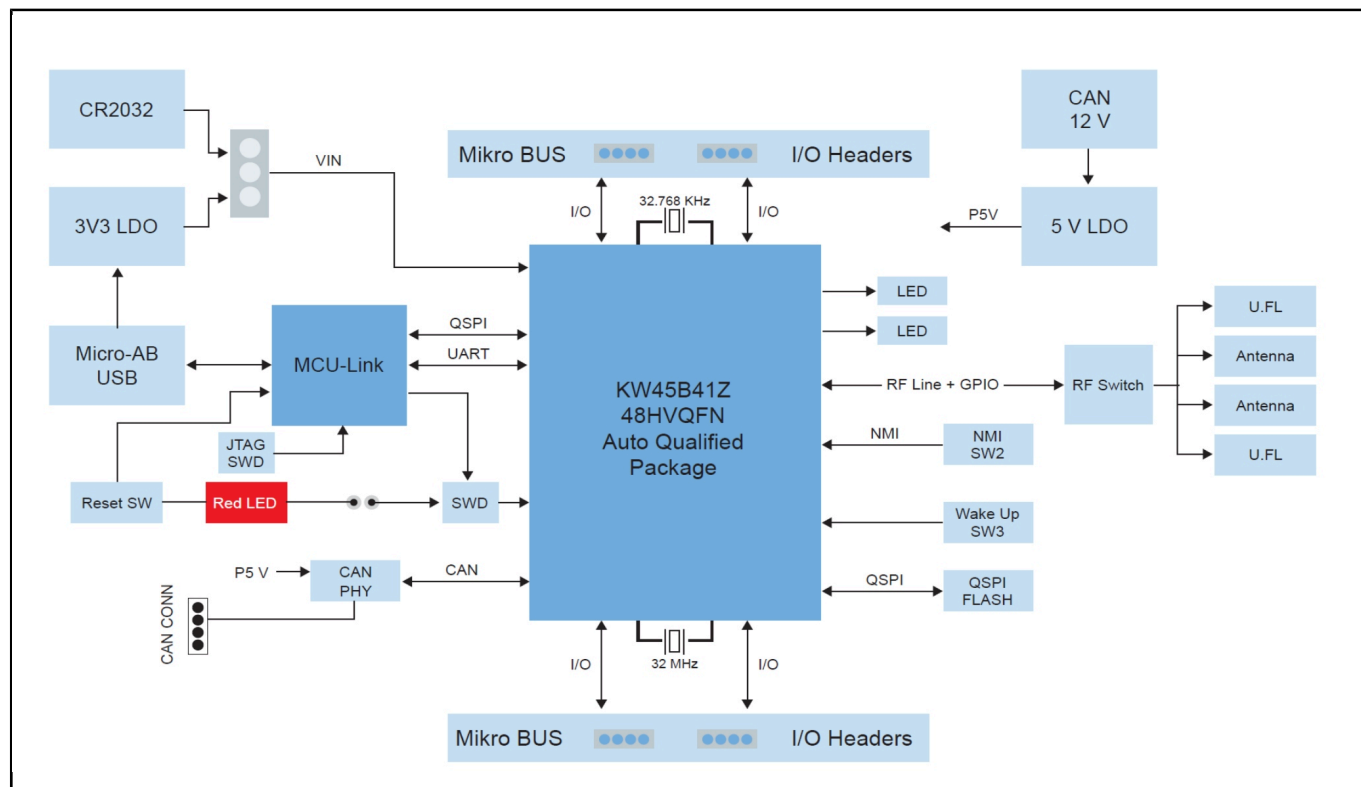 CR2032
CAN
12 V
Mikro BUS
I/O Headers
VIN
32.768 KHz
I/O
I/O
3V3 LDO
P5V
5 V LDO
LED
U.FL
MCU-Link
QSPI
LED
Micro-AB
USB
UART
Antenna
KW45B41Z
48HVQFN
Auto Qualified
Package
RF Line + GPIO
RF Switch
Antenna
JTAG
SWD
NMI
NMI
SW2
U.FL
Reset SW
Red LED
SWD
Wake Up
SW3
P5 V
CAN
PHY
CAN
QSPI
QSPI
FLASH
CAN CONN
I/O
32 MHz
I/O
Mikro BUS
I/O Headers